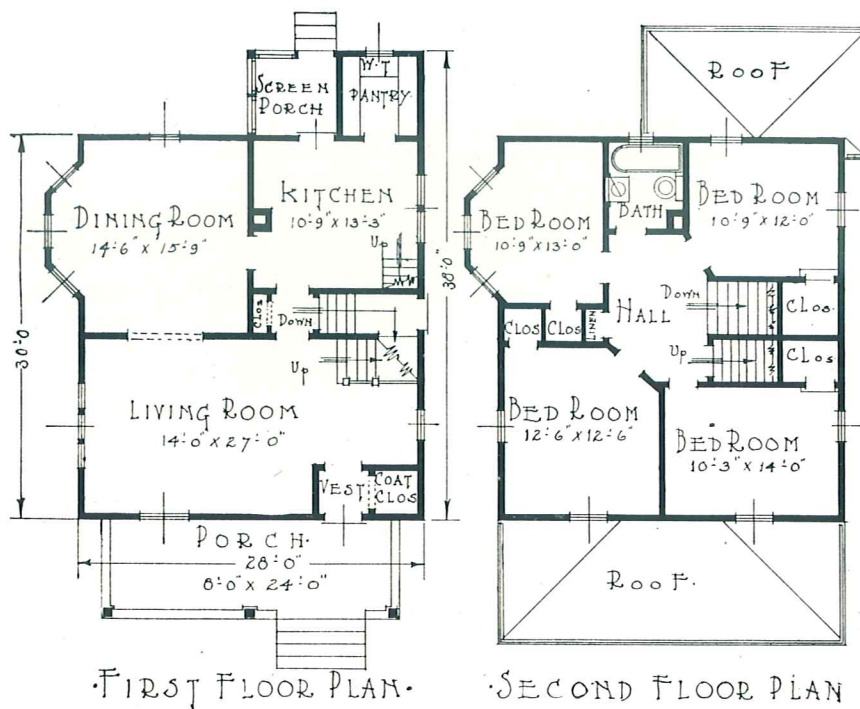 SCREEN
PORCH
W.T
PANTRY
DINING ROOM
14'-6" X 15'-9"
KITCHEN
10'-9" X 13'-3"
Up
30'-0
38'-0"
CLOS
DOWN
Up
LIVING ROOM
14'-0" X 27'-0"
VEST
COAT
CLOS
PORCH.
28'-0"
8'-0" X 24'-0"
·FIRST FLOOR PLAN·
ROOF
BED ROOM
10'-9" X 13'-0"
BATH
BED ROOM
10'-9" X 12'-0"
DOWN
CLOS.
HALL
CLOS
CLOS
LINEN
Up
CLOS
BED ROOM
12'-6" X 12'-6"
BED ROOM
10'-3" X 14'-0"
ROOF.
·SECOND FLOOR PLAN